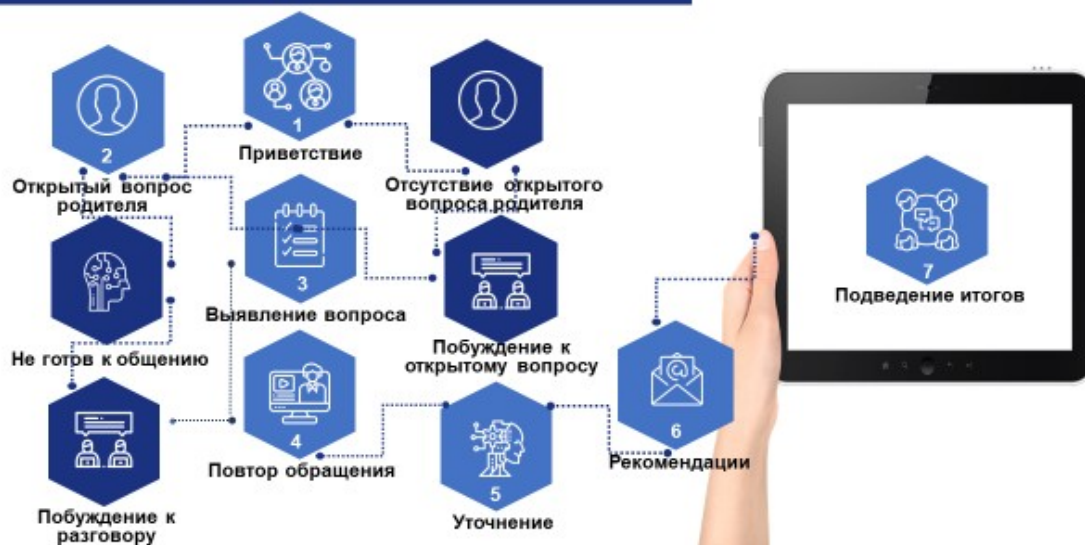 1
Приветствие
2
Открытый вопрос
родителя
Отсутствие открытого
вопроса родителя
3
Выявление вопроса
Не готов к общению
Побуждение к
открытому вопросу
4
Повтор обращения
Побуждение к
разговору
5
Уточнение
6
Рекомендации
7
Подведение итогов